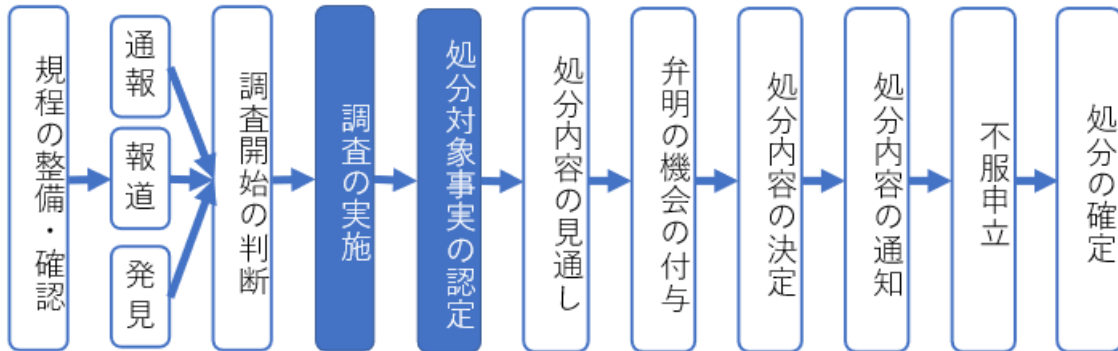 規程の整備・確認
通報
報道
発見
調査開始の判断
調査の実施
処分対象事実の認定
処分内容の見通し
弁明の機会の付与
処分内容の決定
処分内容の通知
不服申立
処分の確定